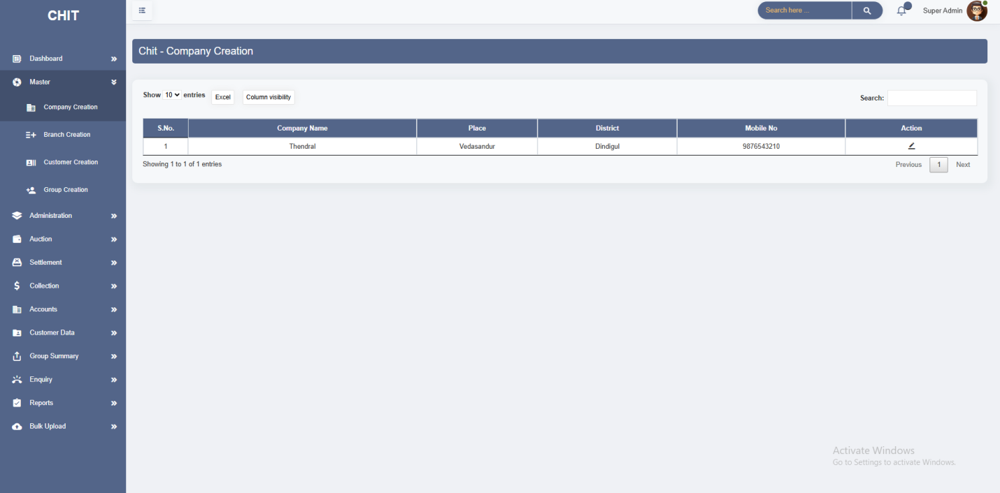 CHIT
Search here ...
Super Admin
Chit - Company Creation
Dashboard
Master
Company Creation
Branch Creation
Customer Creation
Group Creation
Administration
Auction
Settlement
Collection
Accounts
Customer Data
Group Summary
Enquiry
Reports
Bulk Upload
Show 10 entries Excel Column visibility Search:
S.No. Company Name Place District Mobile No Action
1 Thendral Vedasandur Dindigul 9876543210
Showing 1 to 1 of 1 entries Previous 1 Next
Activate Windows
Go to Settings to activate Windows.